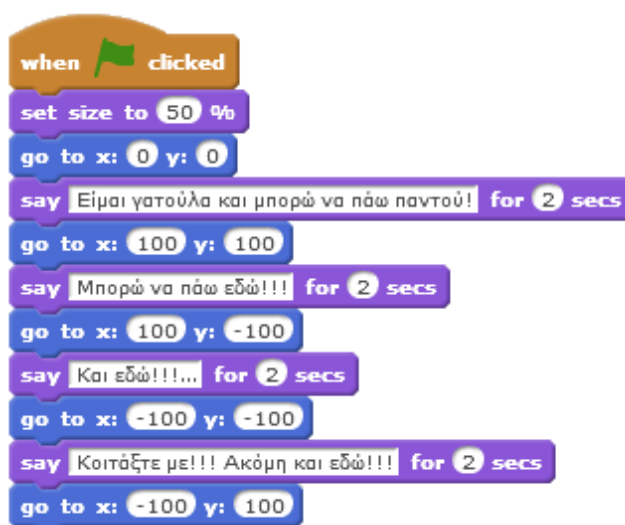 when clicked
set size to 50 %
go to x: 0 y: 0
say Είμαι γατούλα και μπορώ να πάω παντού! for 2 secs
go to x: 100 y: 100
say Μπορώ να πάω εδώ!!! for 2 secs
go to x: 100 y: -100
say Και εδώ!!!... for 2 secs
go to x: -100 y: -100
say Κοιτάξτε με!!! Ακόμη και εδώ!!! for 2 secs
go to x: -100 y: 100